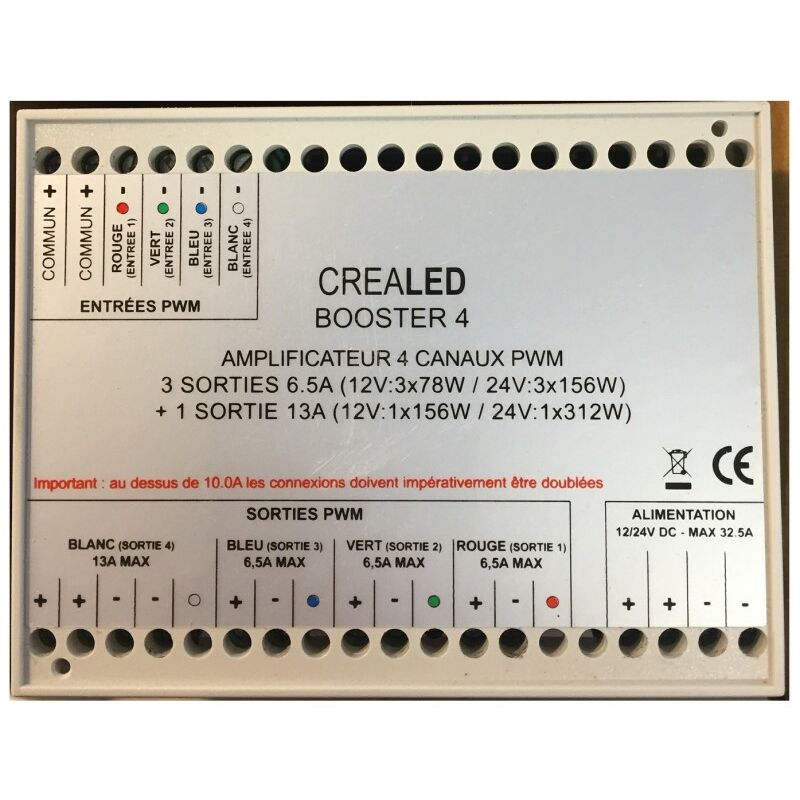 COMMUN +
COMMUN +
ROUGE -
(ENTREE 1)
VERT -
(ENTREE 2)
BLEU -
(ENTREE 3)
BLANC -
(ENTREE 4)
ENTRÉES PWM
CREALED
BOOSTER 4
AMPLIFICATEUR 4 CANAUX PWM
3 SORTIES 6.5A (12V:3x78W / 24V:3x156W)
+ 1 SORTIE 13A (12V:1x156W / 24V:1x312W)
CE
Important : au dessus de 10.0A les connexions doivent impérativement être doublées
SORTIES PWM
BLANC (SORTIE 4)
13A MAX
+ + - -
BLEU (SORTIE 3)
6,5A MAX
+ -
VERT (SORTIE 2)
6,5A MAX
+ -
ROUGE (SORTIE 1)
6,5A MAX
+ -
ALIMENTATION
12/24V DC - MAX 32.5A
+ + - -